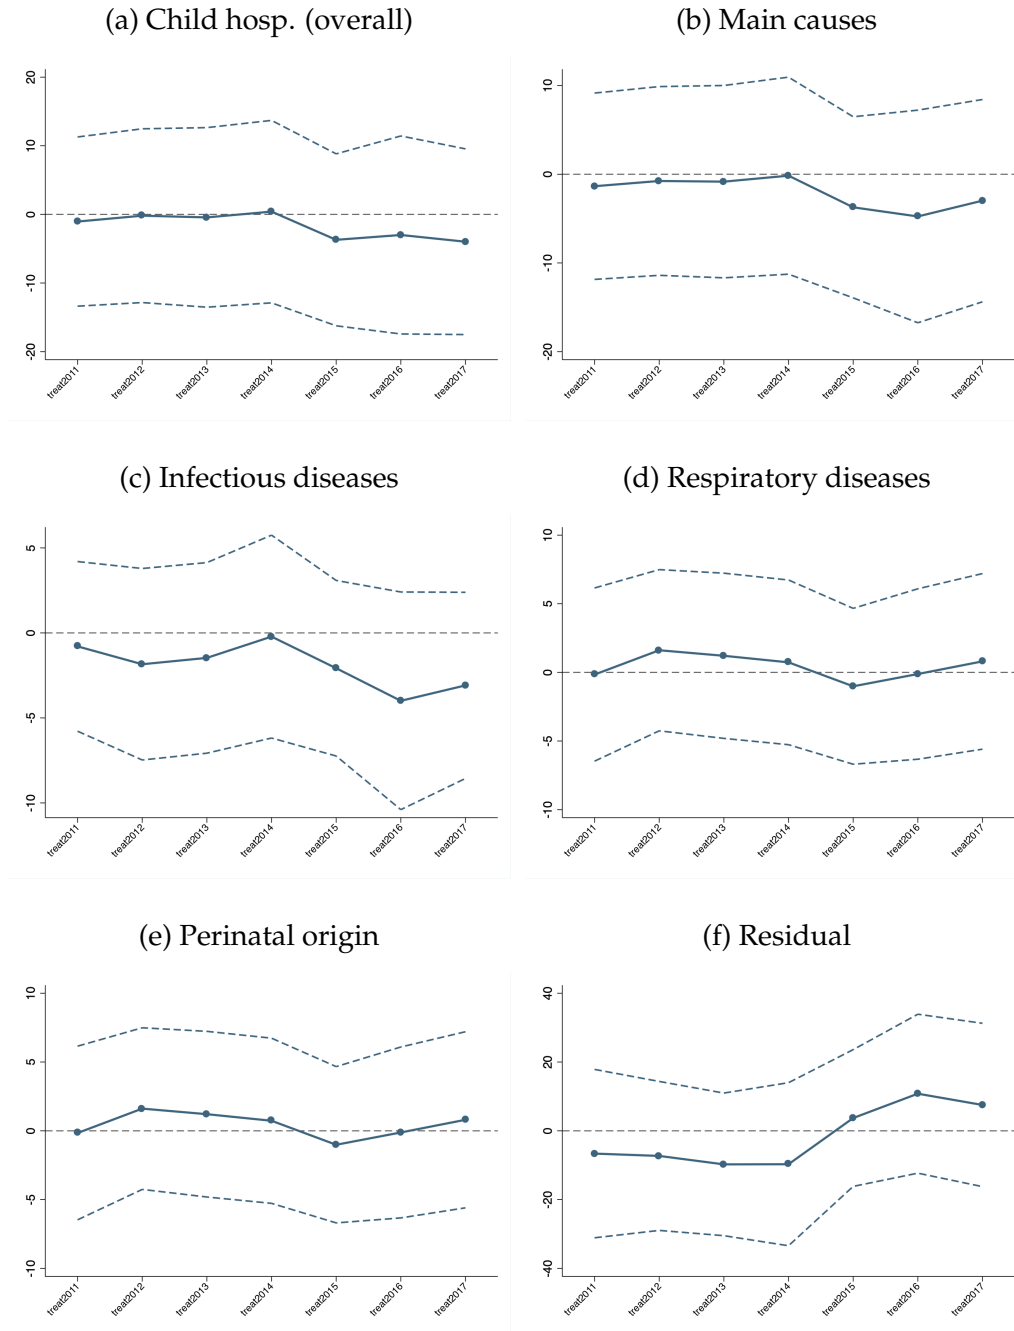 (a) Child hosp. (overall)
20
10
0
-10
-20
treat2011
treat2012
treat2013
treat2014
treat2015
treat2016
treat2017
(b) Main causes
10
0
-10
-20
treat2011
treat2012
treat2013
treat2014
treat2015
treat2016
treat2017
(c) Infectious diseases
5
0
-5
-10
treat2011
treat2012
treat2013
treat2014
treat2015
treat2016
treat2017
(d) Respiratory diseases
10
5
0
-5
-10
treat2011
treat2012
treat2013
treat2014
treat2015
treat2016
treat2017
(e) Perinatal origin
10
5
0
-5
-10
treat2011
treat2012
treat2013
treat2014
treat2015
treat2016
treat2017
(f) Residual
40
20
0
-20
-40
treat2011
treat2012
treat2013
treat2014
treat2015
treat2016
treat2017